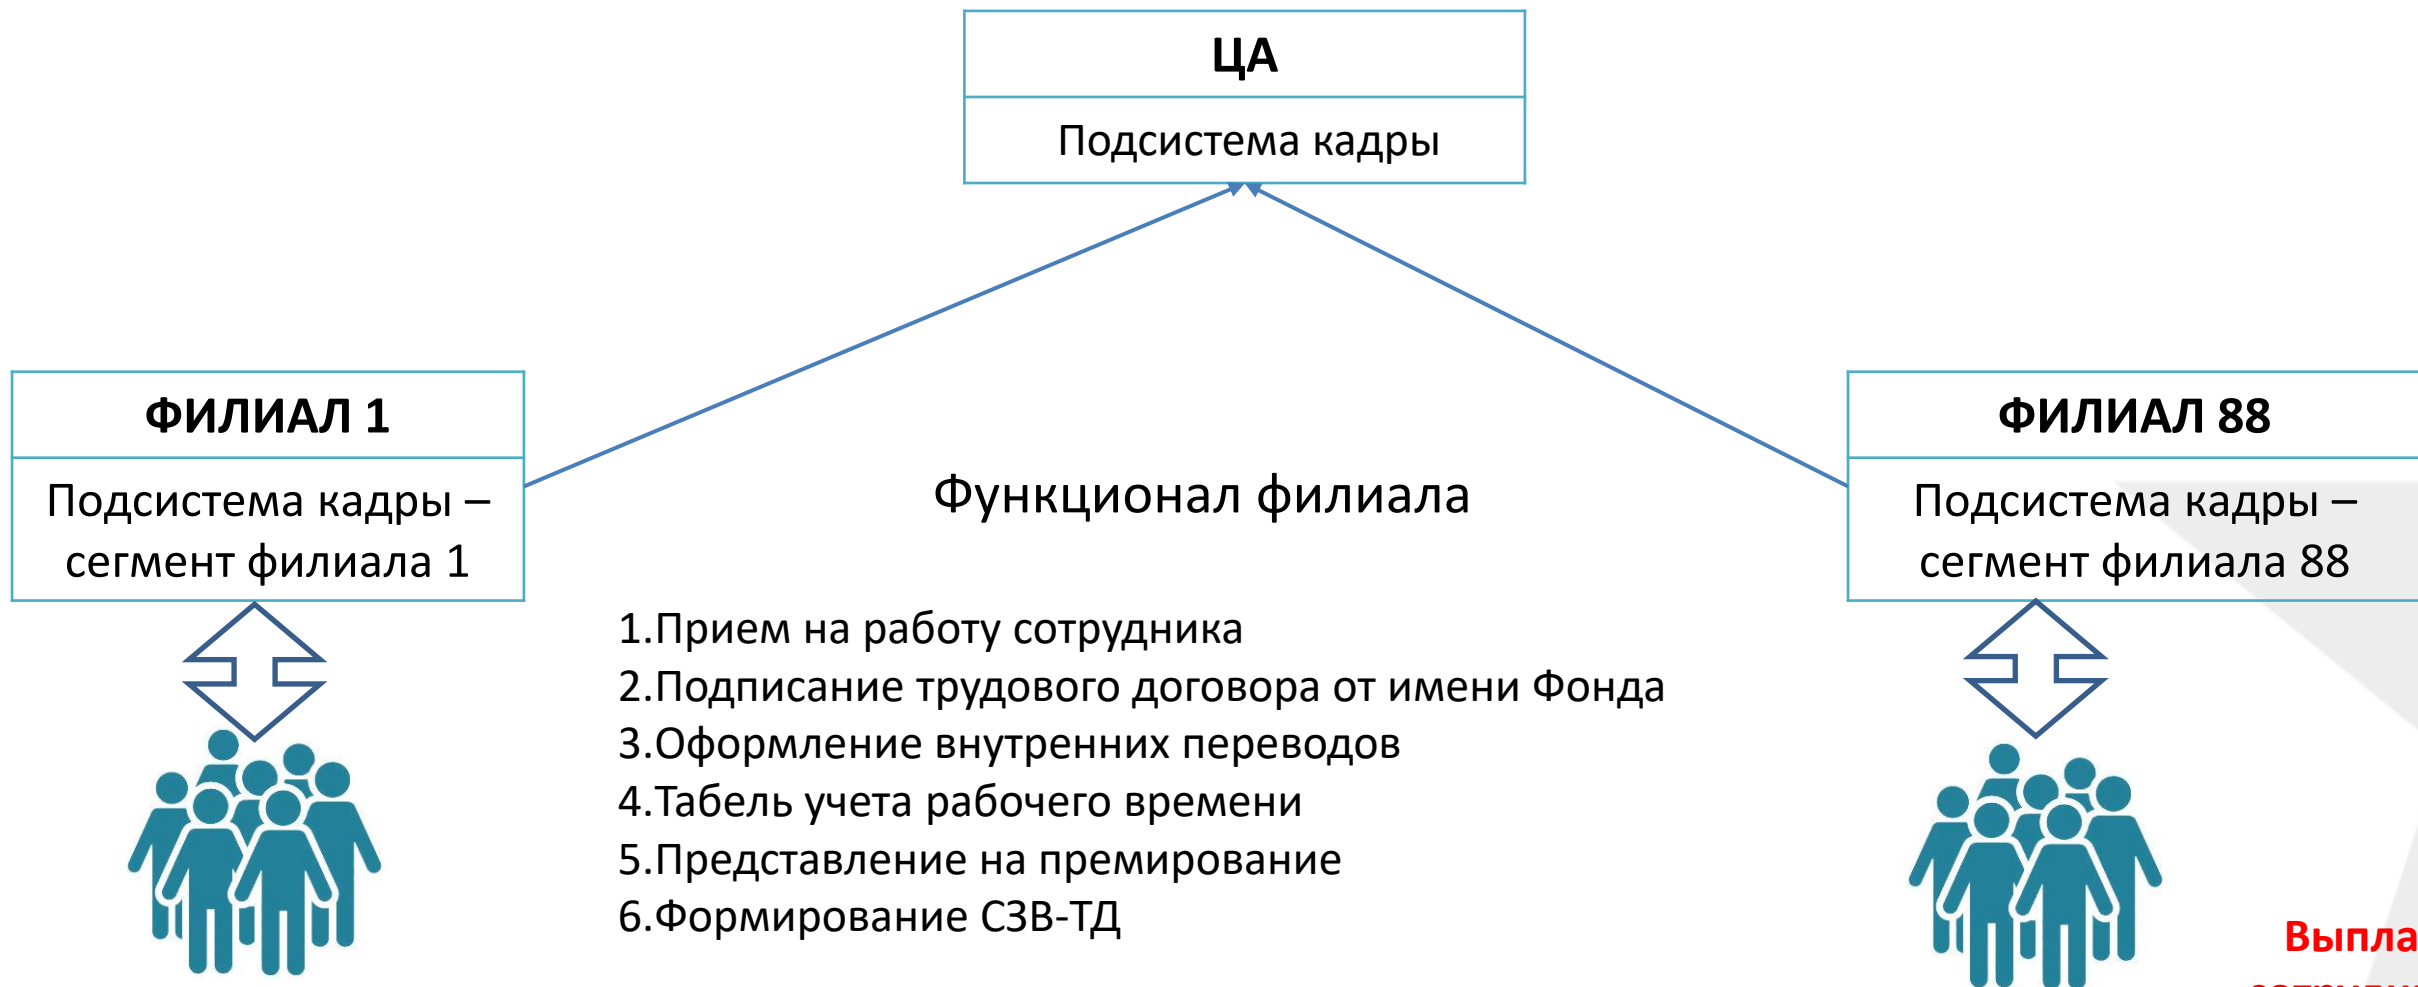 ЦА
Подсистема кадры
ФИЛИАЛ 1
Подсистема кадры –
сегмент филиала 1
ФИЛИАЛ 88
Подсистема кадры –
сегмент филиала 88
Функционал филиала
1.Прием на работу сотрудника
2.Подписание трудового договора от имени Фонда
3.Оформление внутренних переводов
4.Табель учета рабочего времени
5.Представление на премирование
6.Формирование СЗВ-ТД
Выпла